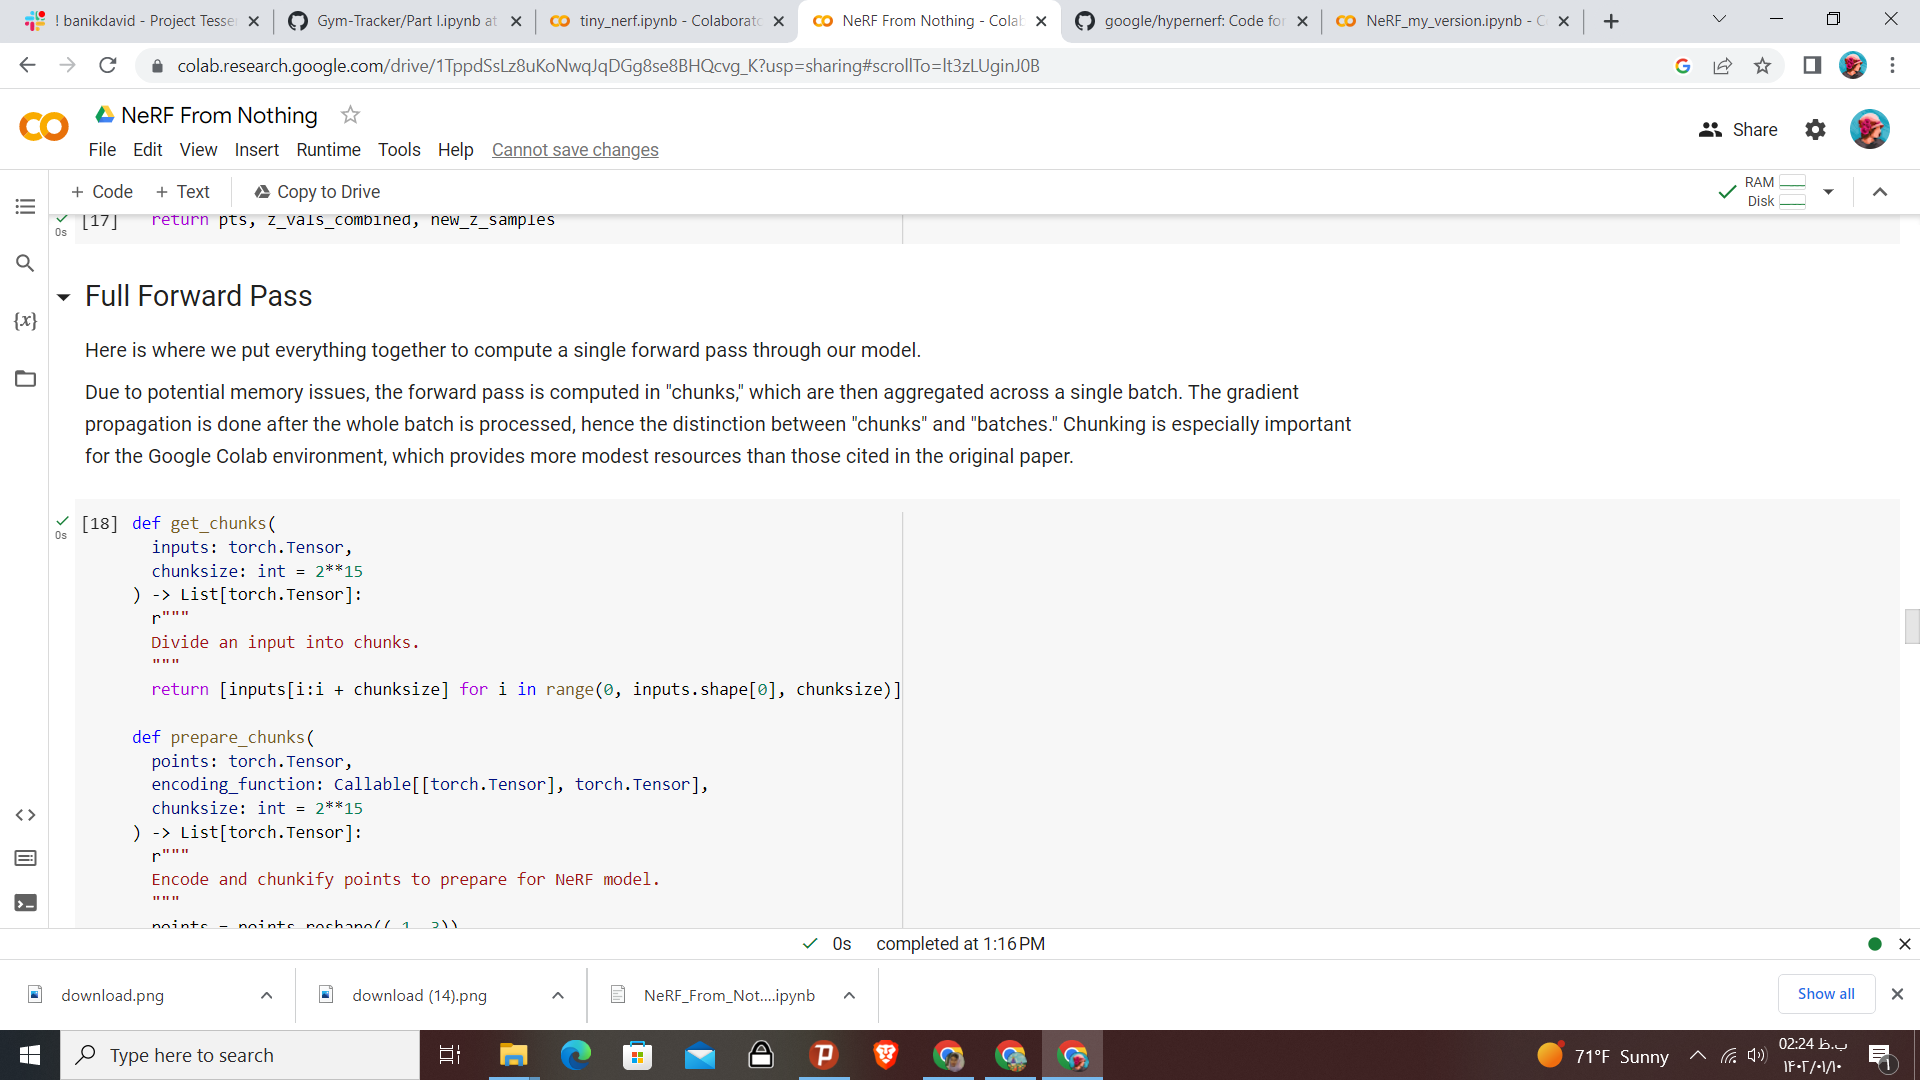 ! banikdavid - Project Tesse
Gym-Tracker/Part I.ipynb at
tiny_nerf.ipynb - Colaborato
NeRF From Nothing - Colab
google/hypernerf: Code for
NeRF_my_version.ipynb - C
colab.research.google.com/drive/1TppdSsLz8uKoNwqJqDGg8se8BHQcvg_K?usp=sharing#scrollTo=lt3zLUginJ0B
NeRF From Nothing
Share
File Edit View Insert Runtime Tools Help Cannot save changes
+ Code + Text Copy to Drive
RAM
Disk
[17] return pts, z_vals_combined, new_z_samples
0s
Full Forward Pass
Here is where we put everything together to compute a single forward pass through our model.
Due to potential memory issues, the forward pass is computed in "chunks," which are then aggregated across a single batch. The gradient
propagation is done after the whole batch is processed, hence the distinction between "chunks" and "batches." Chunking is especially important
for the Google Colab environment, which provides more modest resources than those cited in the original paper.
[18] def get_chunks(
0s
inputs: torch.Tensor,
chunksize: int = 2**15
) -> List[torch.Tensor]:
r"""
Divide an input into chunks.
"""
return [inputs[i:i + chunksize] for i in range(0, inputs.shape[0], chunksize)]
def prepare_chunks(
points: torch.Tensor,
encoding_function: Callable[[torch.Tensor], torch.Tensor],
chunksize: int = 2**15
) -> List[torch.Tensor]:
r"""
Encode and chunkify points to prepare for NeRF model.
"""
points = points.reshape((-1, 3))
0s completed at 1:16 PM
download.png
download (14).png
NeRF_From_Not....ipynb
Show all
Type here to search
71°F Sunny
02:24 ب.ظ
۱۴۰۲/۰۱/۱۰
۱